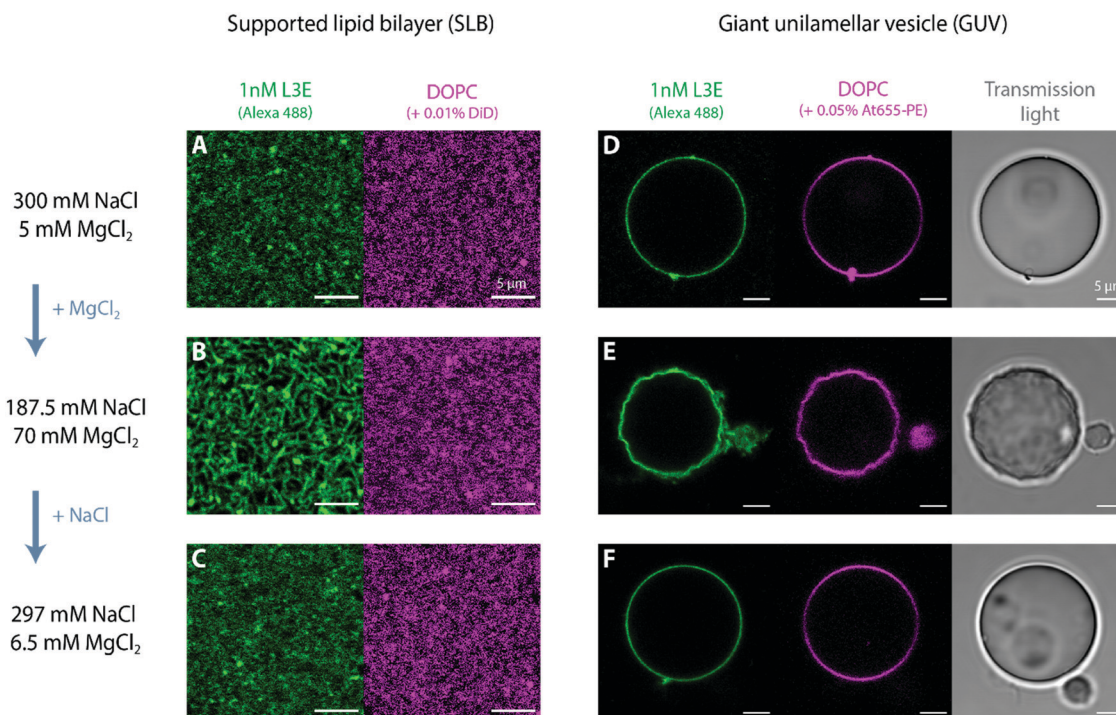 Supported lipid bilayer (SLB)
Giant unilamellar vesicle (GUV)
1nM L3E
(Alexa 488)
DOPC
(+ 0.01% DiD)
1nM L3E
(Alexa 488)
DOPC
(+ 0.05% At655-PE)
Transmission
light
300 mM NaCl
5 mM MgCl₂
A
5 µm
D
5 µm
+ MgCl₂
187.5 mM NaCl
70 mM MgCl₂
B
E
+ NaCl
297 mM NaCl
6.5 mM MgCl₂
C
F